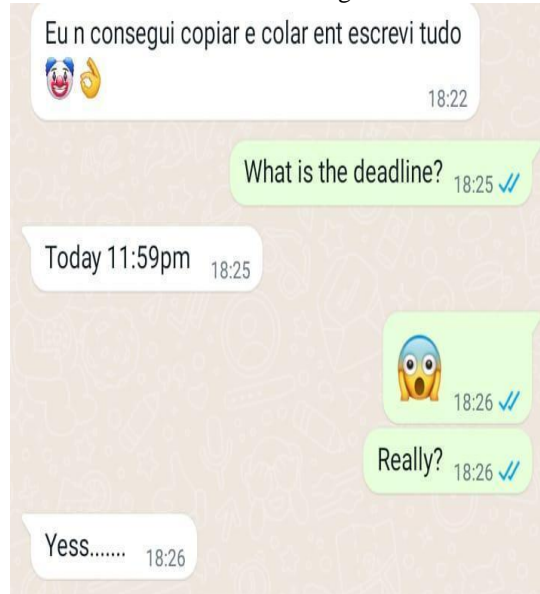 Eu n consegui copiar e colar ent escrevi tudo
🤡👌
18:22
What is the deadline? 18:25
Today 11:59pm 18:25
😱 18:26
Really? 18:26
Yess....... 18:26